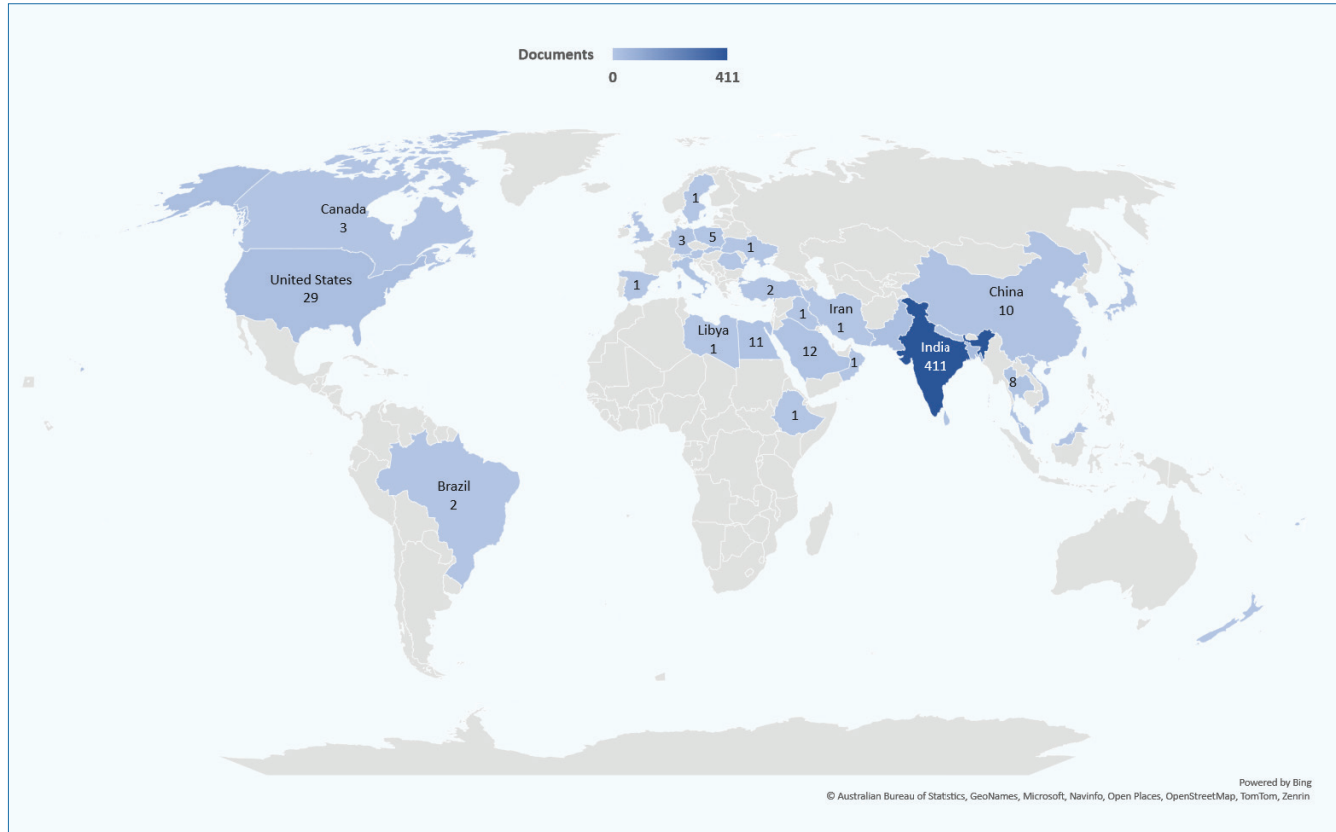 Documents
0 411
Canada
3
United States
29
Brazil
2
1
3
5
1
1
2
Libya
1
11
12
1
Iran
1
1
1
India
411
China
10
8
Powered by Bing
© Australian Bureau of Statistics, GeoNames, Microsoft, Navinfo, Open Places, OpenStreetMap, TomTom, Zenrin